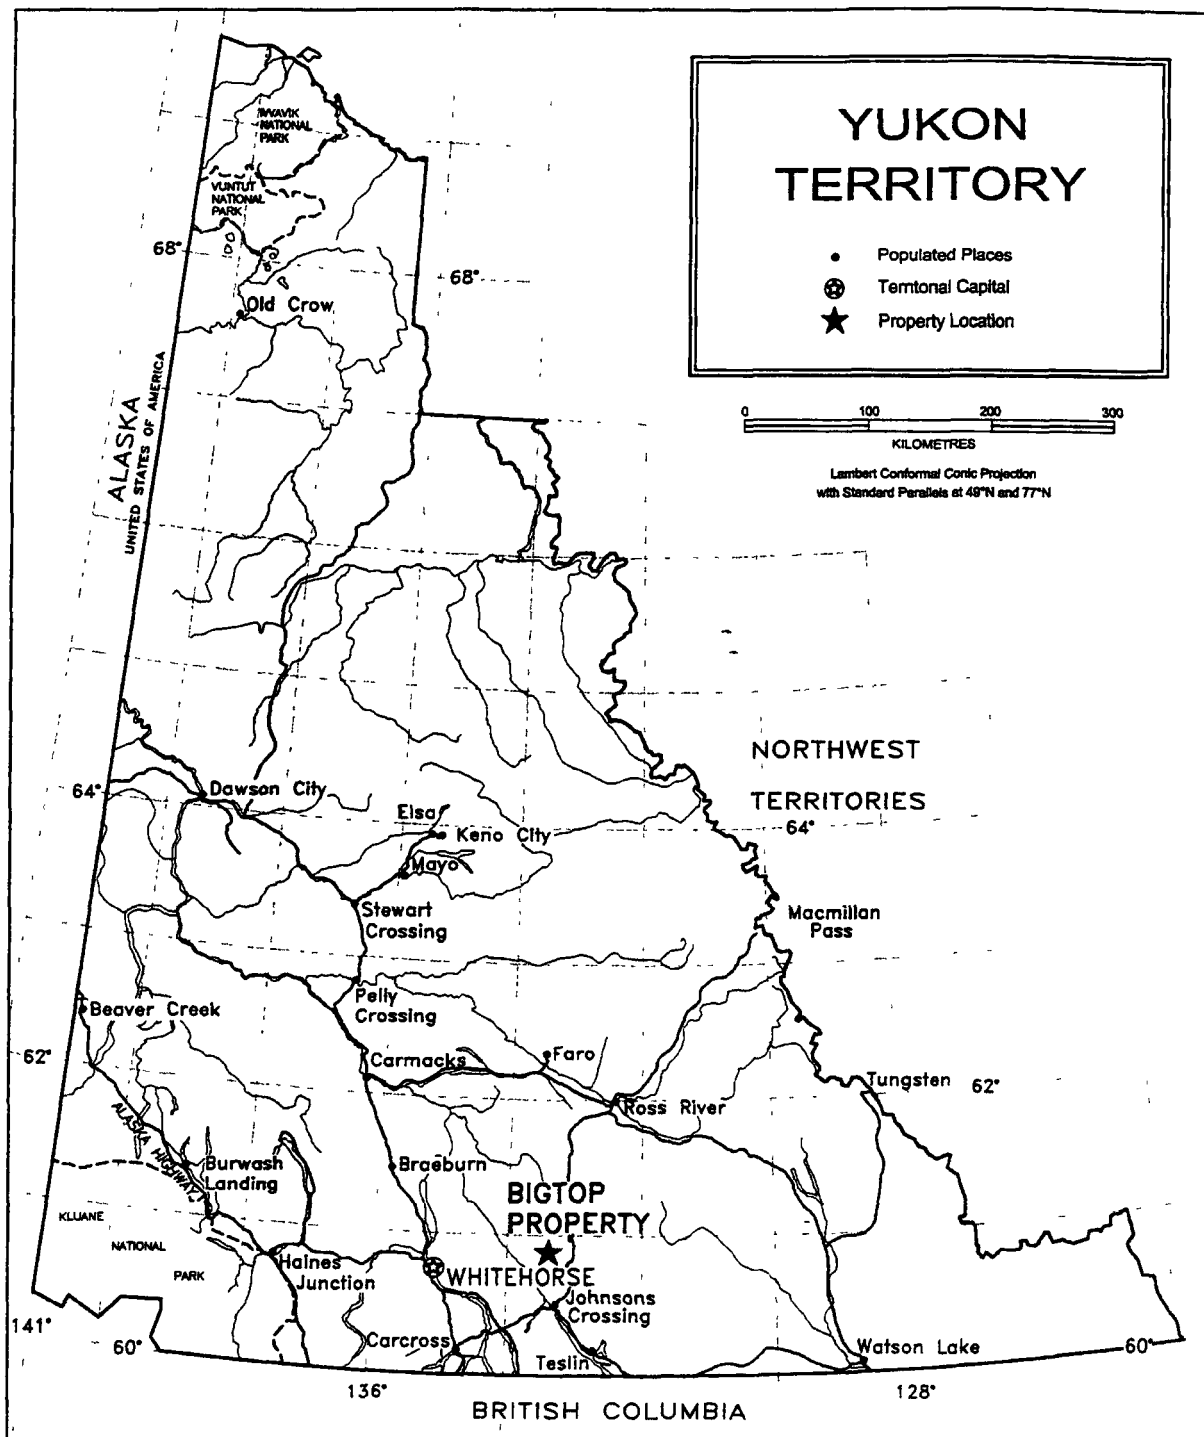 YUKON
TERRITORY
Populated Places
Terntonal Capital
Property Location
0 100 200 300
KILOMETRES
Lambert Conformal Conic Projection
with Standard Parallels at 49°N and 77°N
IVVAVIK
NATIONAL
PARK
VUNTUT
NATIONAL
PARK
68°
68°
Old Crow
ALASKA
UNITED STATES OF AMERICA
NORTHWEST
TERRITORIES
64°
64°
Dawson City
Elsa
Keno City
Mayo
Stewart
Crossing
Macmillan
Pass
Pelly
Crossing
Beaver Creek
62°
Carmacks
Faro
Ross River
Tungsten
62°
ALASKA HIGHWAY
Burwash
Landing
Braeburn
BIGTOP
PROPERTY
KLUANE
NATIONAL
PARK
Haines
Junction
WHITEHORSE
Johnsons
Crossing
Carcross
Teslin
Watson Lake
141°
60°
60°
136°
128°
BRITISH COLUMBIA